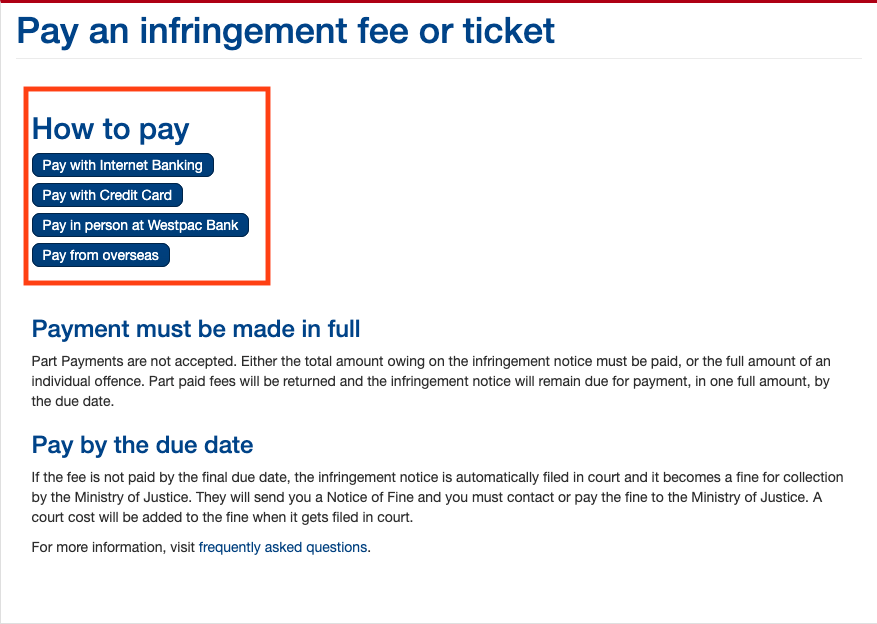 Pay an infringement fee or ticket
How to pay
Pay with Internet Banking
Pay with Credit Card
Pay in person at Westpac Bank
Pay from overseas
Payment must be made in full
Part Payments are not accepted. Either the total amount owing on the infringement notice must be paid, or the full amount of an
individual offence. Part paid fees will be returned and the infringement notice will remain due for payment, in one full amount, by
the due date.
Pay by the due date
If the fee is not paid by the final due date, the infringement notice is automatically filed in court and it becomes a fine for collection
by the Ministry of Justice. They will send you a Notice of Fine and you must contact or pay the fine to the Ministry of Justice. A
court cost will be added to the fine when it gets filed in court.
For more information, visit frequently asked questions.